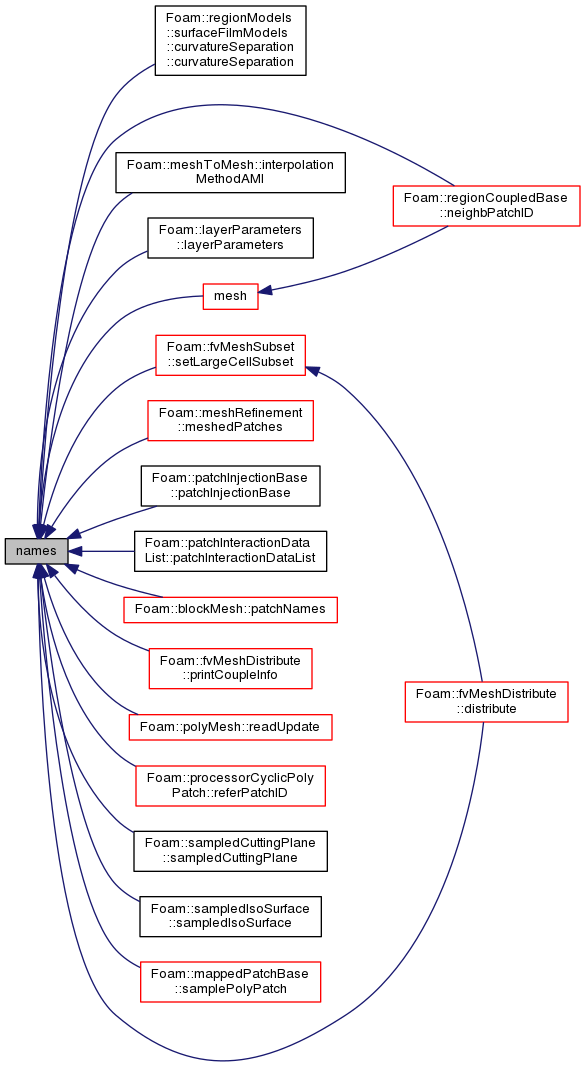 Foam::regionModels
::surfaceFilmModels
::curvatureSeparation
::curvatureSeparation
Foam::meshToMesh::interpolation
MethodAMI
Foam::regionCoupledBase
::neighbPatchID
Foam::layerParameters
::layerParameters
mesh
Foam::fvMeshSubset
::setLargeCellSubset
Foam::meshRefinement
::meshedPatches
Foam::patchInjectionBase
::patchInjectionBase
names
Foam::patchInteractionData
List::patchInteractionDataList
Foam::blockMesh::patchNames
Foam::fvMeshDistribute
::printCoupleInfo
Foam::fvMeshDistribute
::distribute
Foam::polyMesh::readUpdate
Foam::processorCyclicPoly
Patch::referPatchID
Foam::sampledCuttingPlane
::sampledCuttingPlane
Foam::sampledIsoSurface
::sampledIsoSurface
Foam::mappedPatchBase
::samplePolyPatch